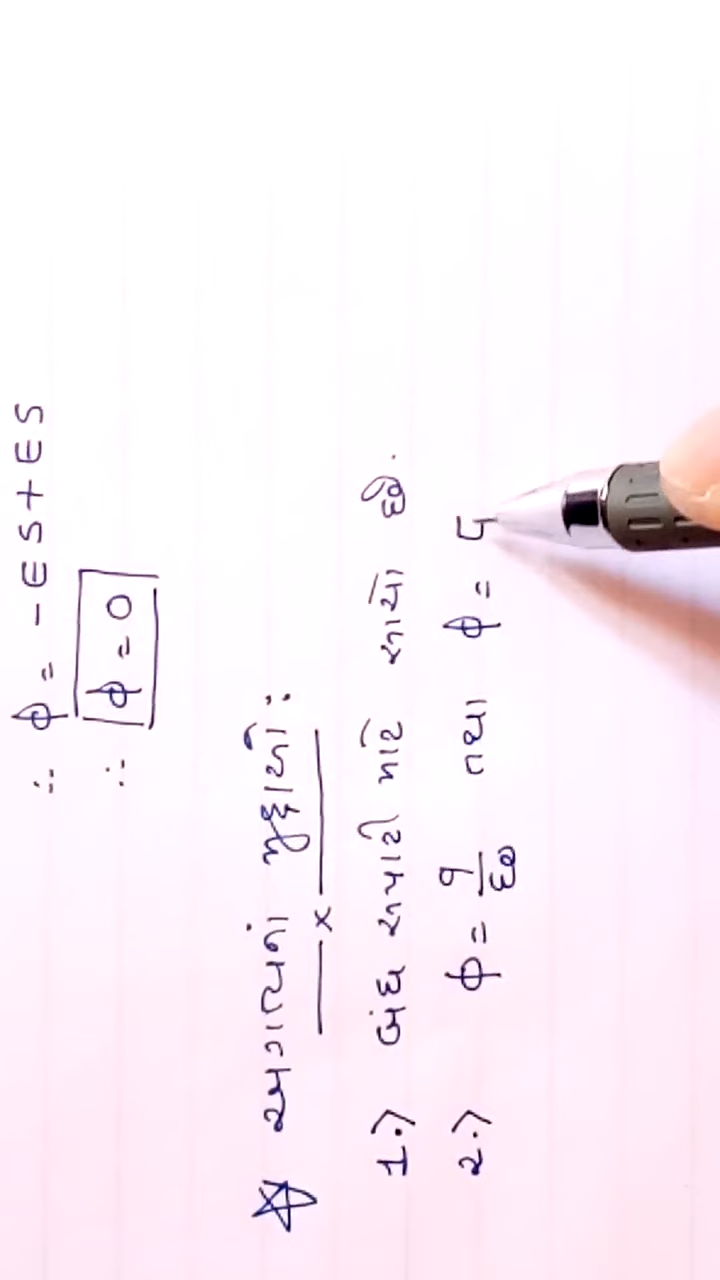 ∴ ϕ = - ES + ES
∴ ϕ = 0
☆ અગત્યના મુદ્દાઓ :
1.> બંધ સપાટી માટે સાચો છે.
2.> ϕ = q/ε₀ તથા ϕ =